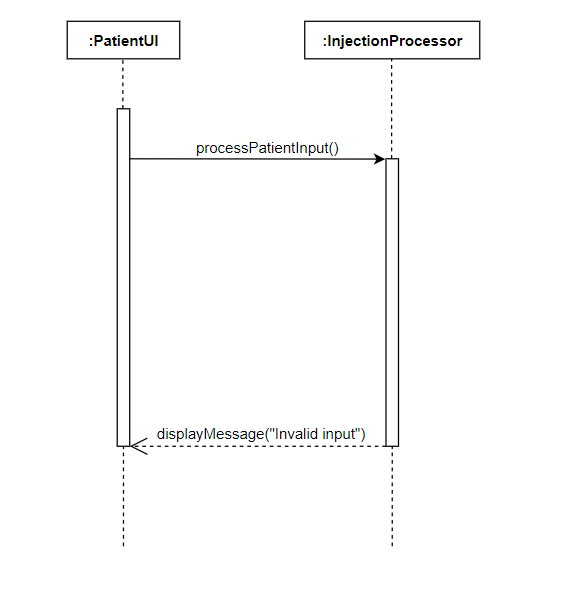 :PatientUI
:InjectionProcessor
processPatientInput()
displayMessage("Invalid input")